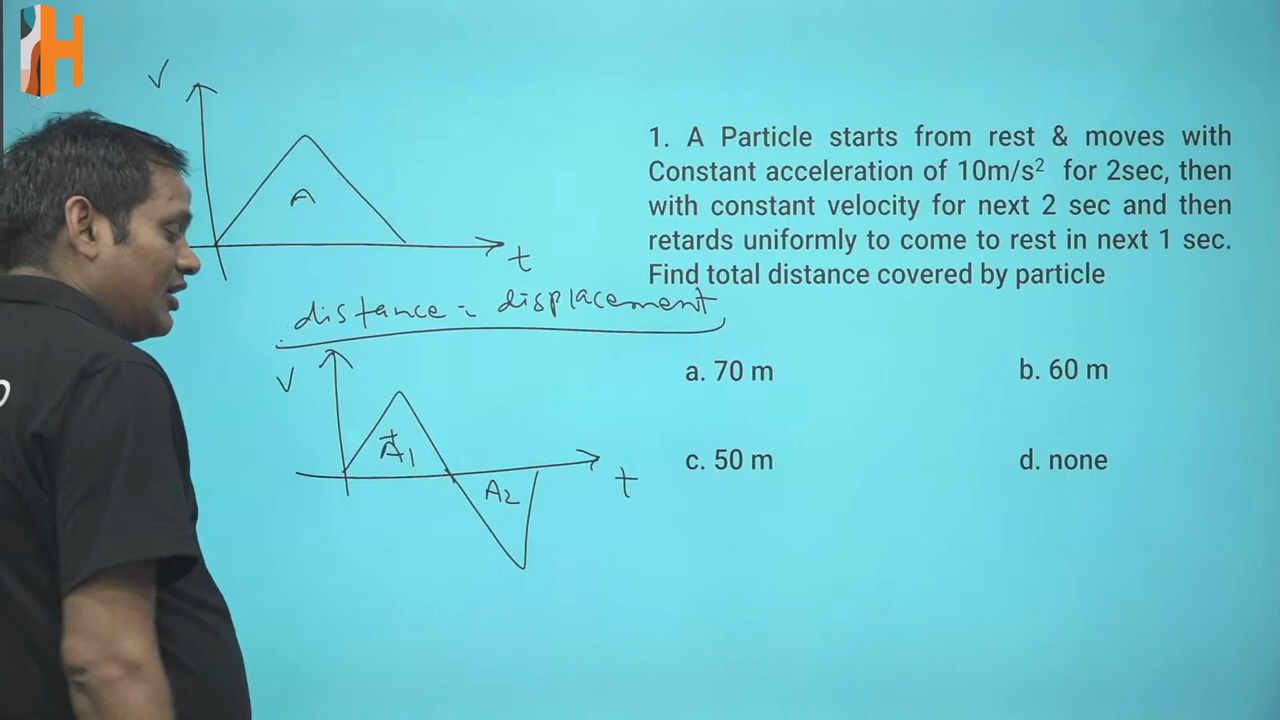 H
V
A
t
distance = displacement
V
A1
A2
t
1. A Particle starts from rest & moves with
Constant acceleration of 10m/s² for 2sec, then
with constant velocity for next 2 sec and then
retards uniformly to come to rest in next 1 sec.
Find total distance covered by particle
a. 70 m
b. 60 m
c. 50 m
d. none